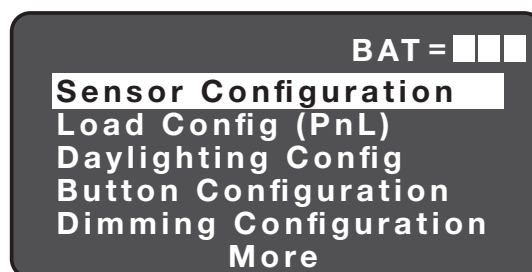 BAT=
Sensor Configuration
Load Config (PnL)
Daylighting Config
Button Configuration
Dimming Configuration
More